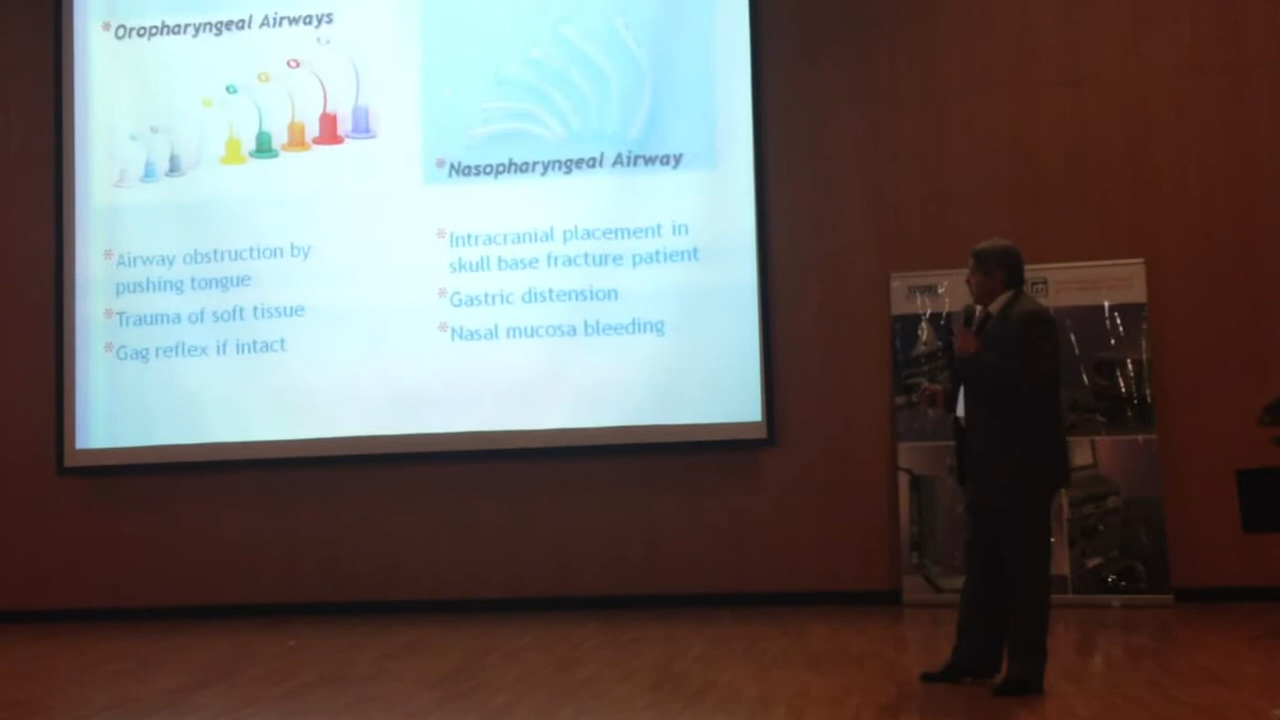 *Oropharyngeal Airways
*Nasopharyngeal Airway
*Airway obstruction by
pushing tongue
*Trauma of soft tissue
*Gag reflex if intact
*Intracranial placement in
skull base fracture patient
*Gastric distension
*Nasal mucosa bleeding